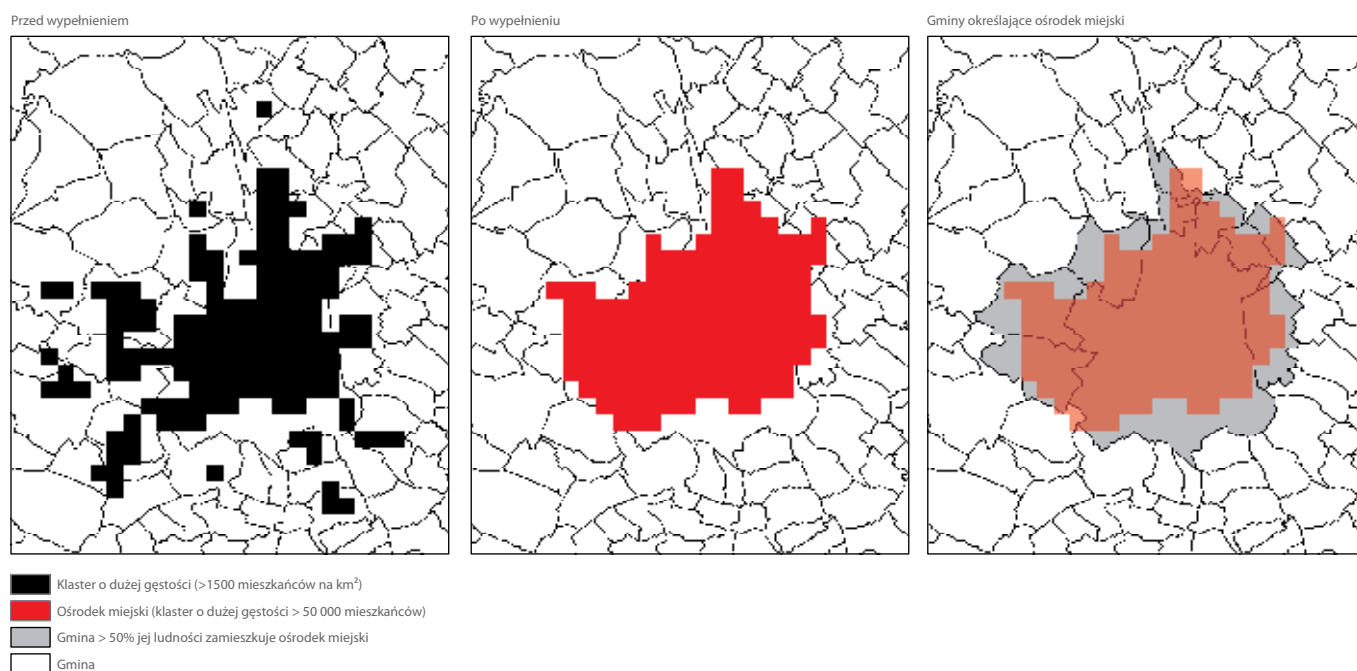 Przed wypełnieniem
Po wypełnieniu
Gminy określające ośrodek miejski
Klaster o dużej gęstości (>1500 mieszkańców na km²)
Ośrodek miejski (klaster o dużej gęstości > 50 000 mieszkańców)
Gmina > 50% jej ludności zamieszkuje ośrodek miejski
Gmina